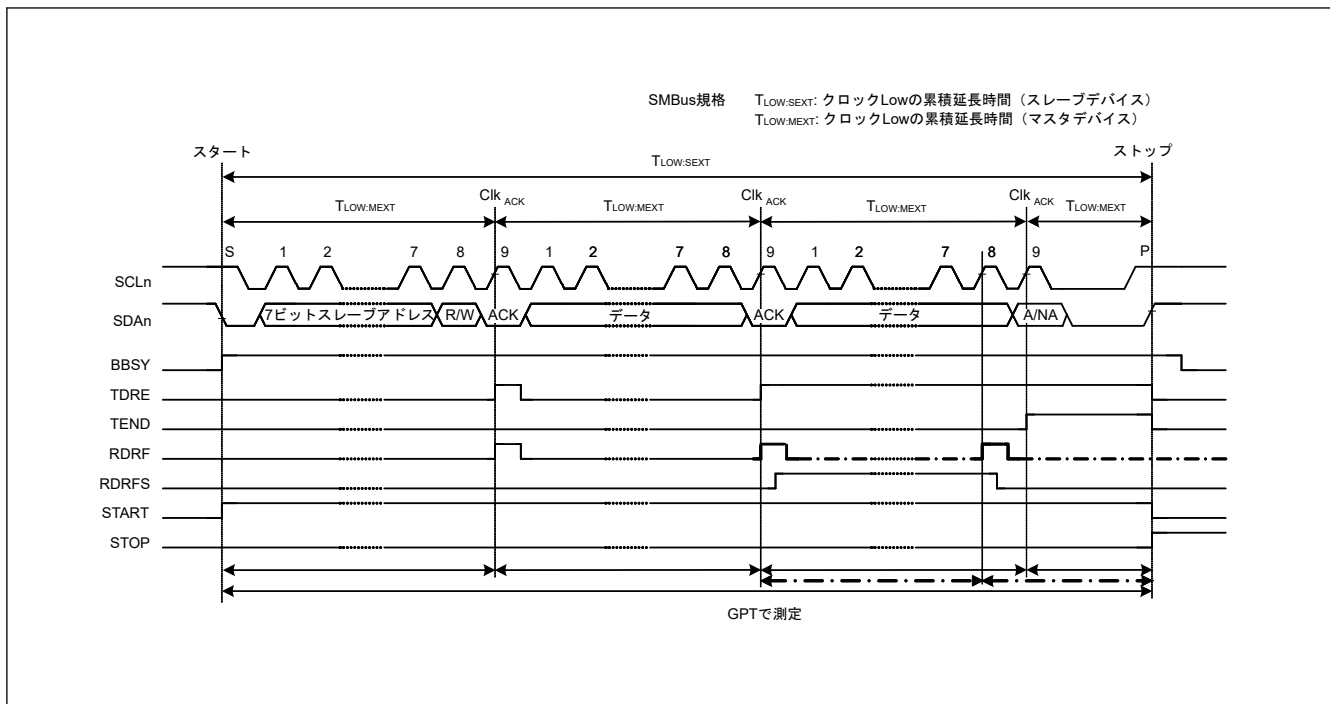 SMBus規格 TLOW:SEXT: クロックLowの累積延長時間（スレーブデバイス）
TLOW:MEXT: クロックLowの累積延長時間（マスタデバイス）
スタート ストップ
TLOW:SEXT
Clk ACK Clk ACK Clk ACK
TLOW:MEXT TLOW:MEXT TLOW:MEXT TLOW:MEXT
S 1 2 7 8 9 1 2 7 8 9 1 2 7 8 9 P
SCLn
SDAn 7ビットスレーブアドレス R/W ACK データ ACK データ A/NA
BBSY
TDRE
TEND
RDRF
RDRFS
START
STOP
GPTで測定